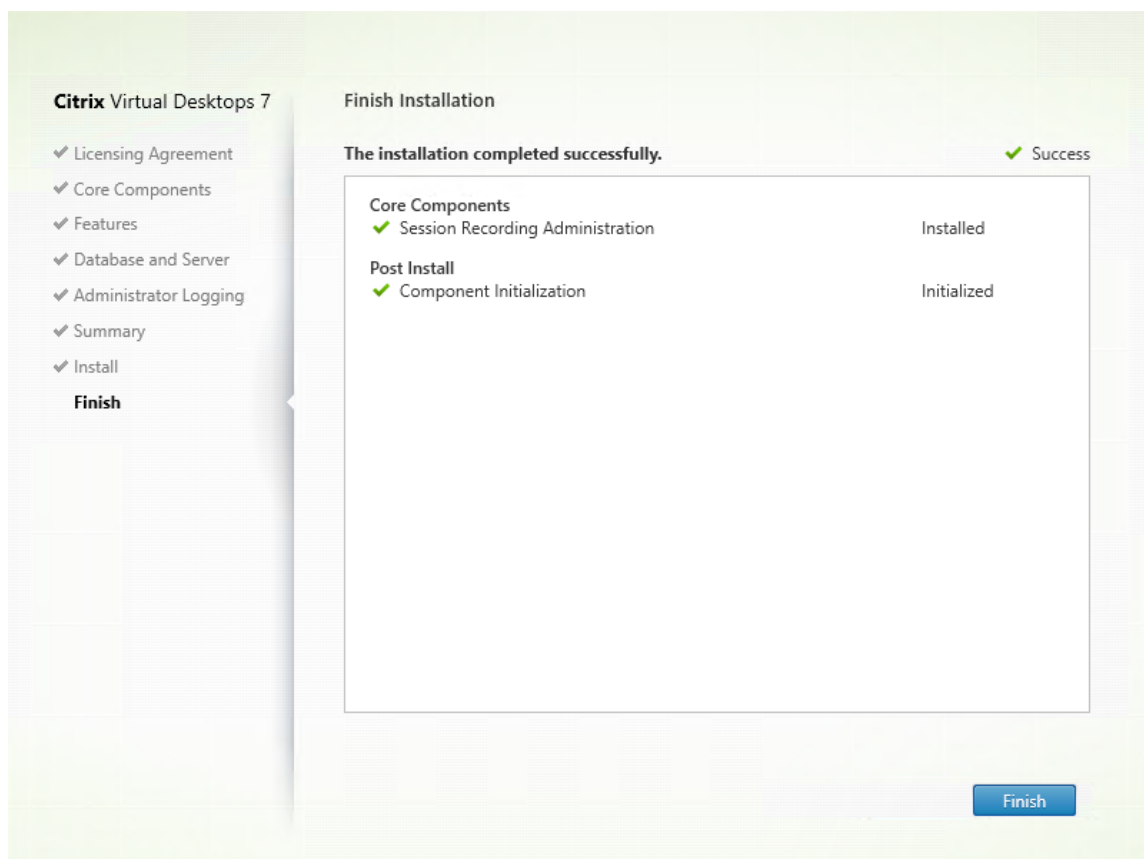 Citrix Virtual Desktops 7
Licensing Agreement
Core Components
Features
Database and Server
Administrator Logging
Summary
Install
Finish
Finish Installation
The installation completed successfully.
Success
Core Components
Session Recording Administration Installed
Post Install
Component Initialization Initialized
Finish